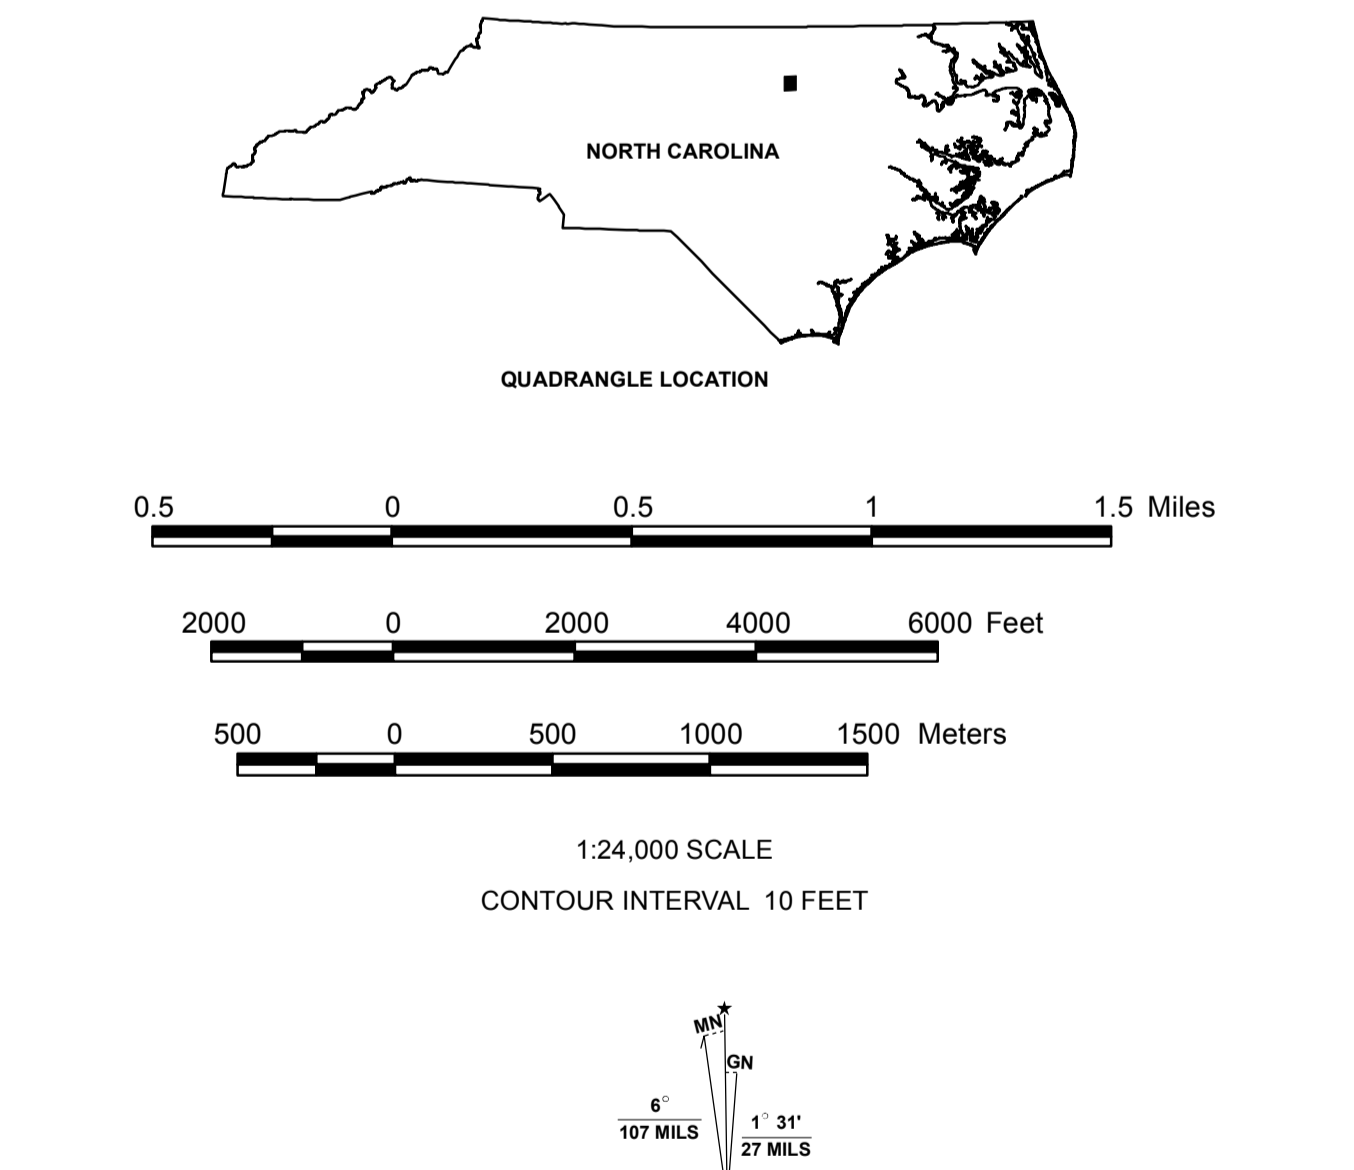 NORTH CAROLINA
QUADRANGLE LOCATION
0.5 0 0.5 1 1.5 Miles
2000 0 2000 4000 6000 Feet
500 0 500 1000 1500 Meters
1:24,000 SCALE
CONTOUR INTERVAL 10 FEET
MN
GN
6° 1° 31'
107 MILS 27 MILS